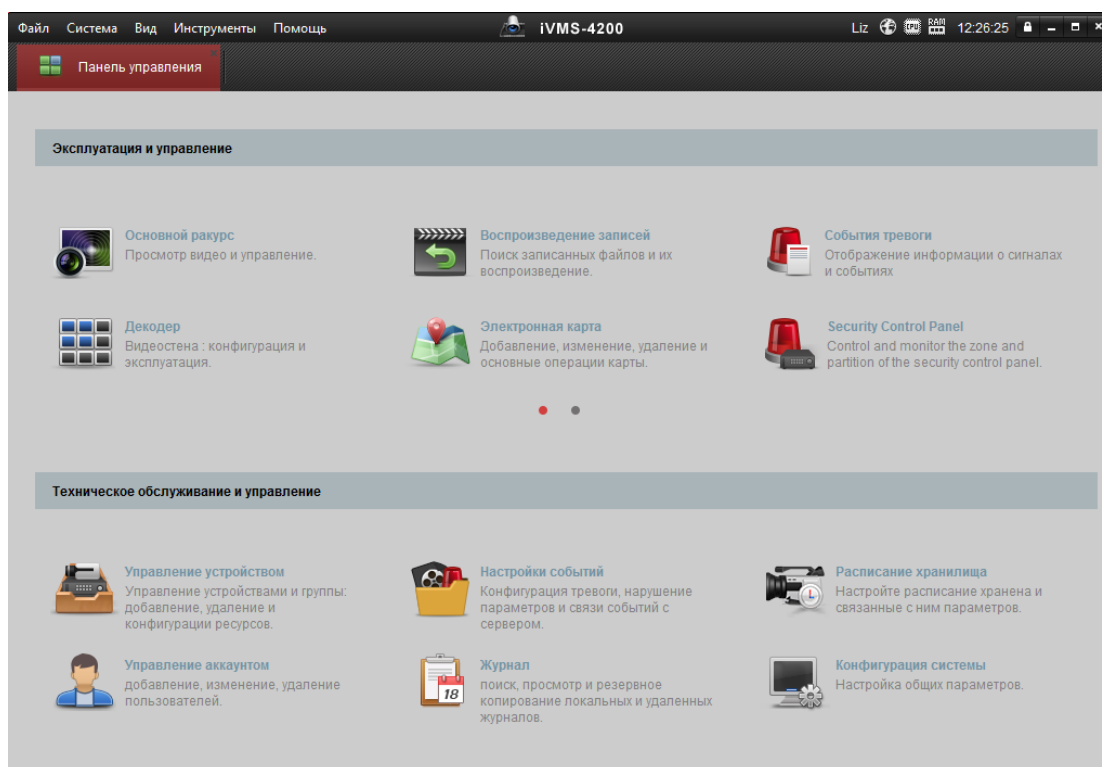 Файл Система Вид Инструменты Помощь iVMS-4200 Liz CPU RAM 12:26:25
Панель управления
Эксплуатация и управление
Основной ракурс
Просмотр видео и управление.
Воспроизведение записей
Поиск записанных файлов и их
воспроизведение.
События тревоги
Отображение информации о сигналах
и событиях
Декодер
Видеостена : конфигурация и
эксплуатация.
Электронная карта
Добавление, изменение, удаление и
основные операции карты.
Security Control Panel
Control and monitor the zone and
partition of the security control panel.
Техническое обслуживание и управление
Управление устройством
Управление устройствами и группы:
добавление, удаление и
конфигурации ресурсов.
Настройки событий
Конфигурация тревоги, нарушение
параметров и связи событий с
сервером.
Расписание хранилища
Настройте расписание хранена и
связанные с ним параметров.
Управление аккаунтом
добавление, изменение, удаление
пользователей.
18
Журнал
поиск, просмотр и резервное
копирование локальных и удаленных
журналов.
Конфигурация системы
Настройка общих параметров.